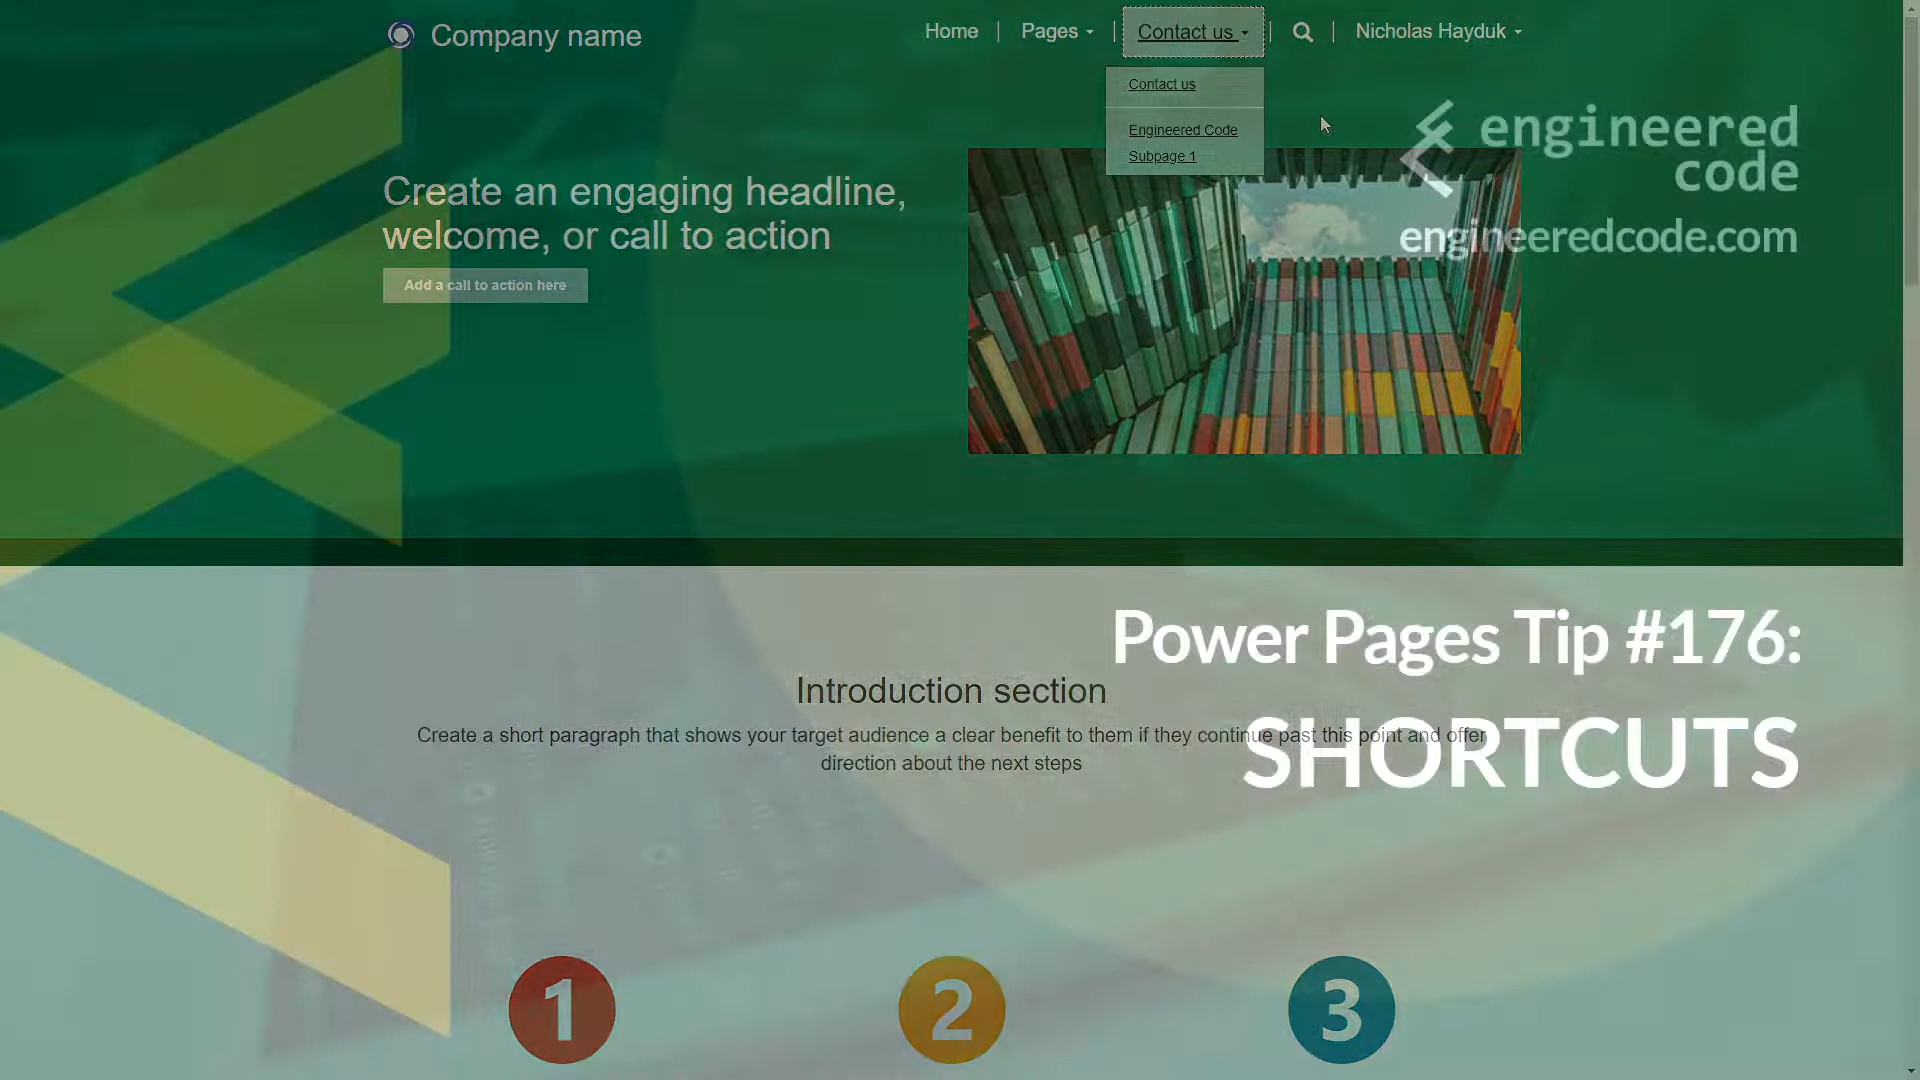 Company name
Home
Pages
Contact us
Nicholas Hayduk
Contact us
Engineered Code
Subpage 1
engineered
code
engineeredcode.com
Create an engaging headline,
welcome, or call to action
Add a call to action here
Power Pages Tip #176:
SHORTCUTS
Introduction section
Create a short paragraph that shows your target audience a clear benefit to them if they continue past this point and offer
direction about the next steps
1
2
3